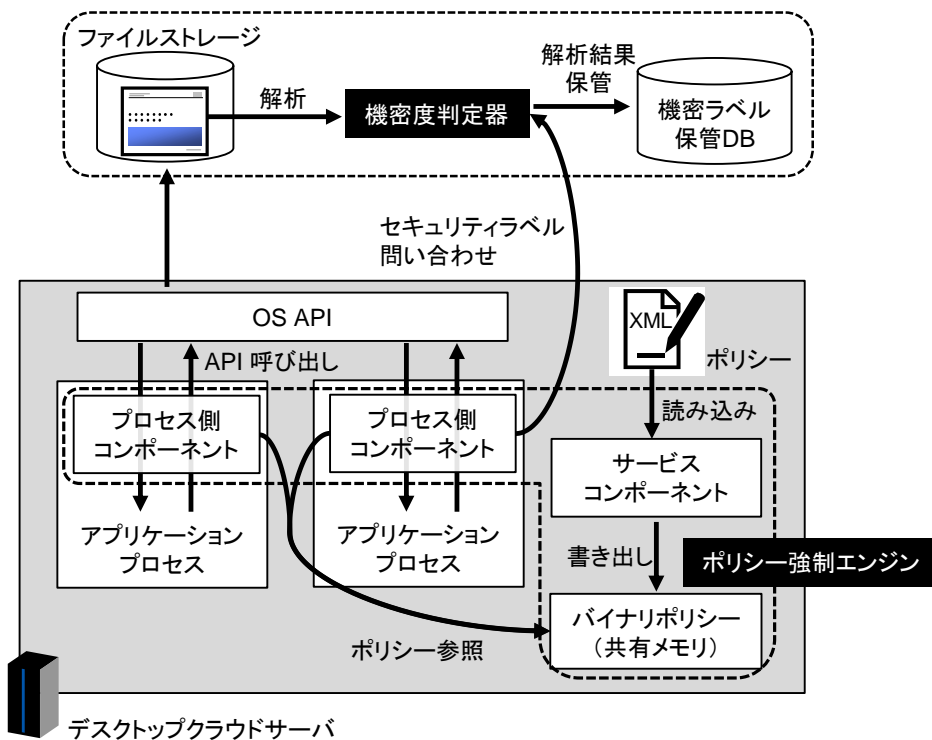 ファイルストレージ
解析
機密度判定器
解析結果
保管
機密ラベル
保管DB
セキュリティラベル
問い合わせ
OS API
XML
ポリシー
API 呼び出し
読み込み
プロセス側
コンポーネント
プロセス側
コンポーネント
サービス
コンポーネント
アプリケーション
プロセス
アプリケーション
プロセス
書き出し
ポリシー強制エンジン
バイナリポリシー
（共有メモリ）
ポリシー参照
デスクトップクラウドサーバ